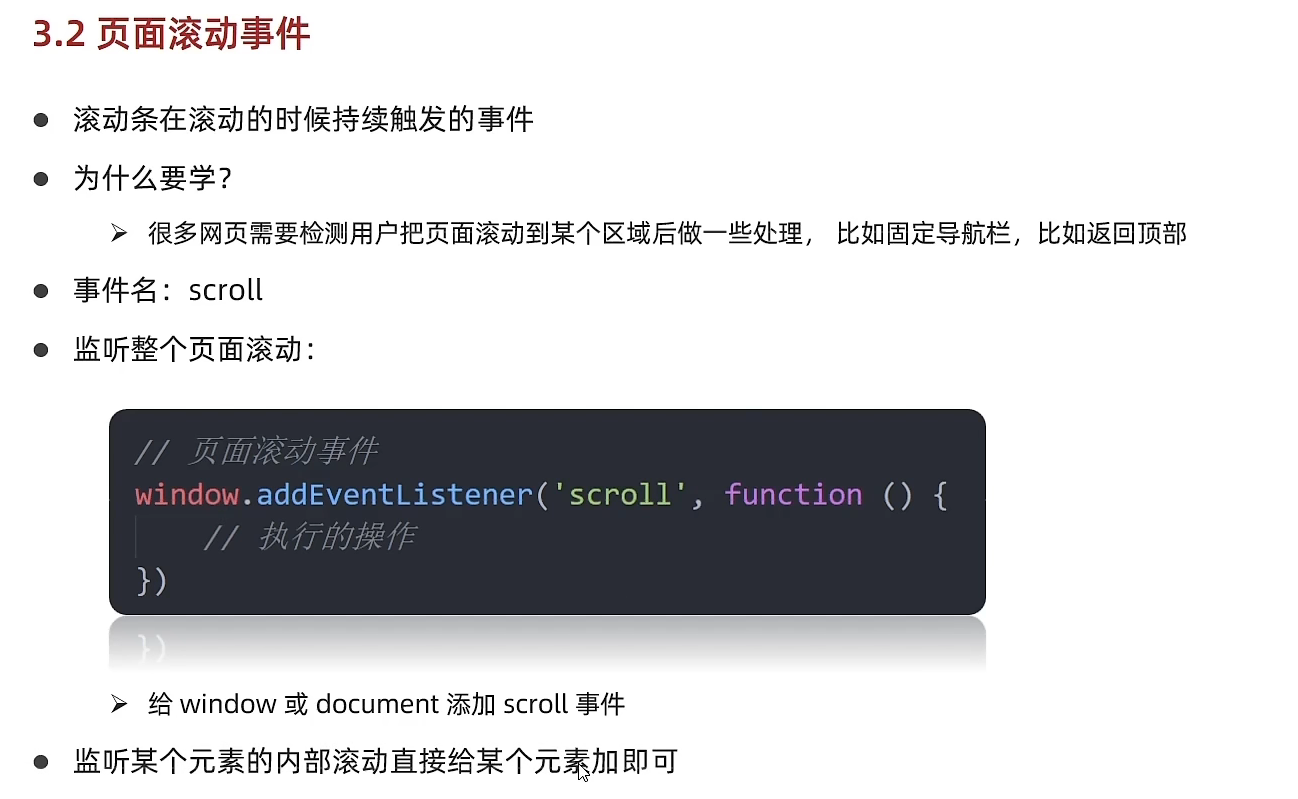 3.2 页面滚动事件
● 滚动条在滚动的时候持续触发的事件
● 为什么要学？
➢ 很多网页需要检测用户把页面滚动到某个区域后做一些处理， 比如固定导航栏，比如返回顶部
● 事件名：scroll
● 监听整个页面滚动：
// 页面滚动事件
window.addEventListener('scroll', function () {
    // 执行的操作
})
➢ 给 window 或 document 添加 scroll 事件
● 监听某个元素的内部滚动直接给某个元素加即可